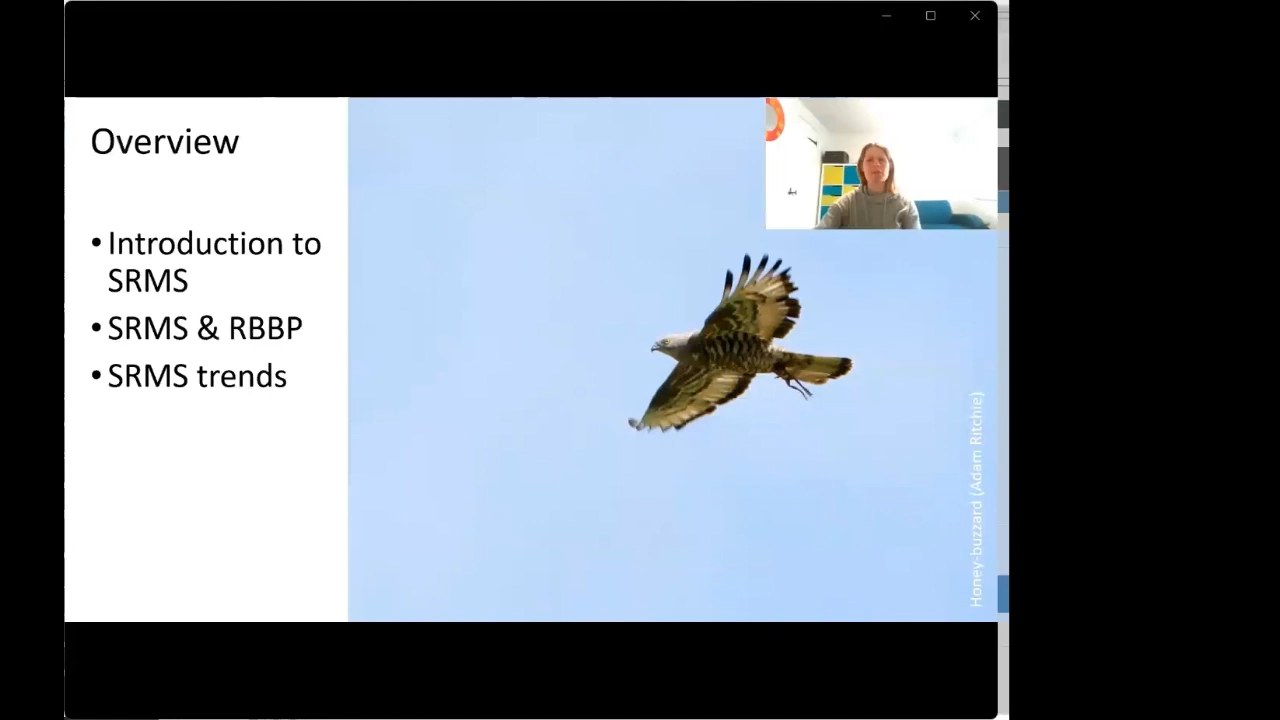 Overview
• Introduction to
SRMS
• SRMS & RBBP
• SRMS trends
Honey-buzzard (Adam Ritchie)